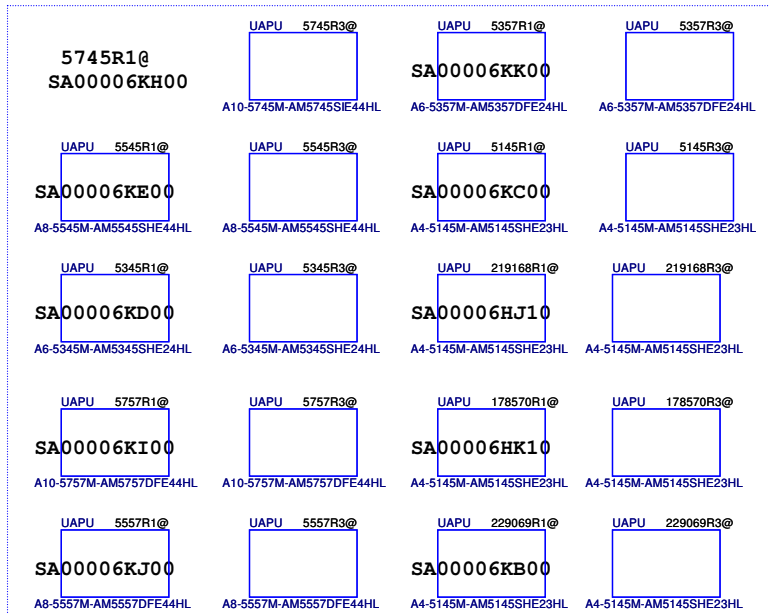 5745R1@
SA00006KH00
UAPU 5745R3@
A10-5745M-AM5745SIE44HL
UAPU 5357R1@
SA00006KK00
A6-5357M-AM5357DFE24HL
UAPU 5357R3@
A6-5357M-AM5357DFE24HL
UAPU 5545R1@
SA00006KE00
A8-5545M-AM5545SHE44HL
UAPU 5545R3@
A8-5545M-AM5545SHE44HL
UAPU 5145R1@
SA00006KC00
A4-5145M-AM5145SHE23HL
UAPU 5145R3@
A4-5145M-AM5145SHE23HL
UAPU 5345R1@
SA00006KD00
A6-5345M-AM5345SHE24HL
UAPU 5345R3@
A6-5345M-AM5345SHE24HL
UAPU 219168R1@
SA00006HJ10
A4-5145M-AM5145SHE23HL
UAPU 219168R3@
A4-5145M-AM5145SHE23HL
UAPU 5757R1@
SA00006KI00
A10-5757M-AM5757DFE44HL
UAPU 5757R3@
A10-5757M-AM5757DFE44HL
UAPU 178570R1@
SA00006HK10
A4-5145M-AM5145SHE23HL
UAPU 178570R3@
A4-5145M-AM5145SHE23HL
UAPU 5557R1@
SA00006KJ00
A8-5557M-AM5557DFE44HL
UAPU 5557R3@
A8-5557M-AM5557DFE44HL
UAPU 229069R1@
SA00006KB00
A4-5145M-AM5145SHE23HL
UAPU 229069R3@
A4-5145M-AM5145SHE23HL